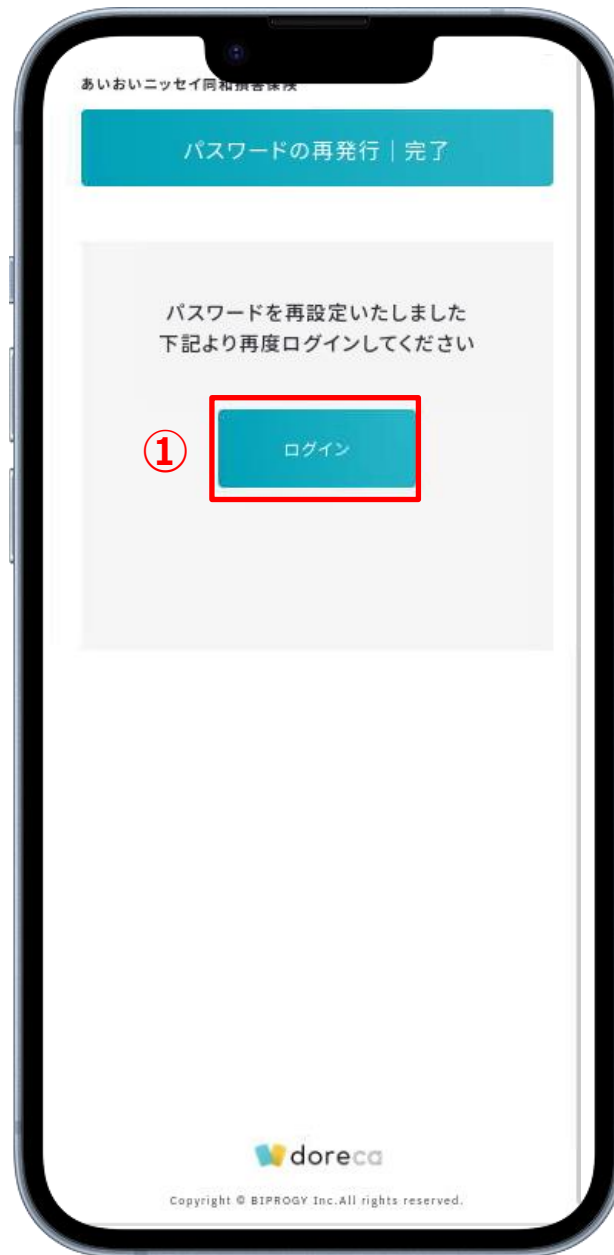 あいおいニッセイ同和損害保険
パスワードの再発行｜完了
パスワードを再設定いたしました
下記より再度ログインしてください
①
ログイン
doreca
Copyright © BIPROGY Inc.All rights reserved.